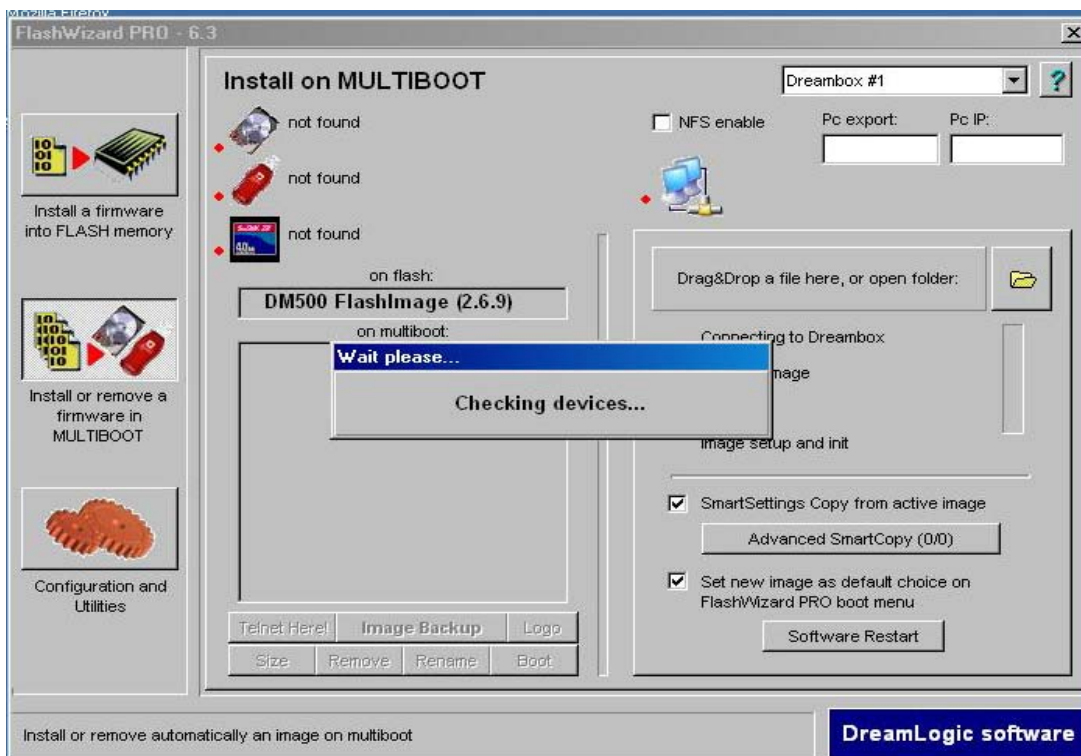 Mozilla Firefox
FlashWizard PRO - 6.3
Install on MULTIBOOT
Dreambox #1
?
not found
NFS enable
Pc export:
Pc IP:
not found
Install a firmware
into FLASH memory
not found
on flash:
DM500 FlashImage (2.6.9)
on multiboot:
Drag&Drop a file here, or open folder:
Connecting to Dreambox
Wait please...
Checking devices...
Image setup and init
Install or remove a
firmware in
MULTIBOOT
SmartSettings Copy from active image
Advanced SmartCopy (0/0)
Set new image as default choice on
FlashWizard PRO boot menu
Software Restart
Configuration and
Utilities
Telnet Here!
Image Backup
Logo
Size
Remove
Rename
Boot
Install or remove automatically an image on multiboot
DreamLogic software